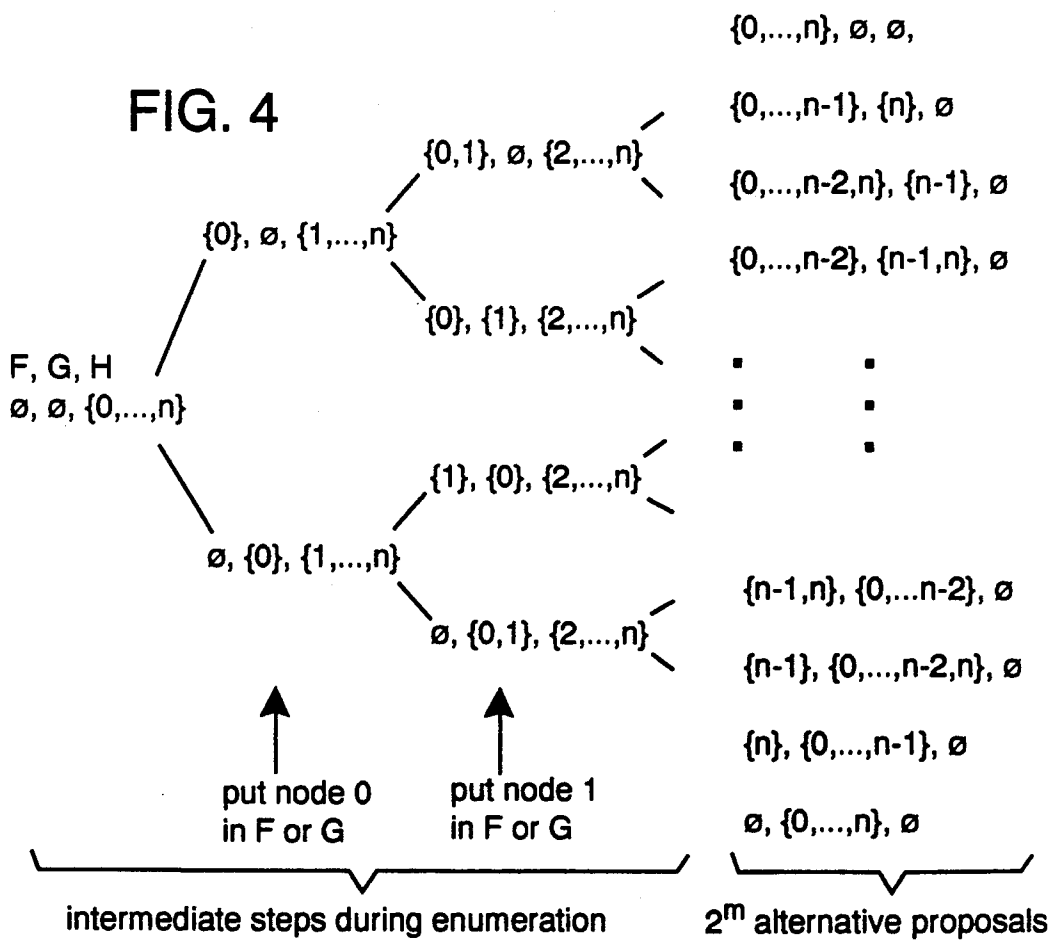 FIG. 4
F, G, H
ø, ø, {0,...,n}
{0}, ø, {1,...,n}
ø, {0}, {1,...,n}
{0,1}, ø, {2,...,n}
{0}, {1}, {2,...,n}
{1}, {0}, {2,...,n}
ø, {0,1}, {2,...,n}
{0,...,n}, ø, ø,
{0,...,n-1}, {n}, ø
{0,...,n-2,n}, {n-1}, ø
{0,...,n-2}, {n-1,n}, ø
{n-1,n}, {0,...n-2}, ø
{n-1}, {0,...,n-2,n}, ø
{n}, {0,...,n-1}, ø
ø, {0,...,n}, ø
put node 0
in F or G
put node 1
in F or G
intermediate steps during enumeration
2^m alternative proposals